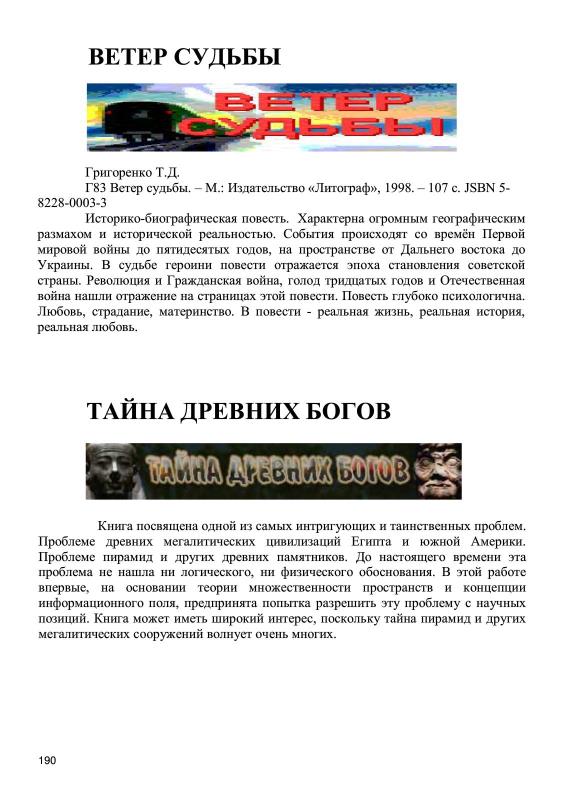 ВЕТЕР СУДЬБЫ
ВЕТЕР
СУДЬБЫ
Григоренко Т.Д.
Г83 Ветер судьбы. – М.: Издательство «Литограф», 1998. – 107 с. JSBN 5-
8228-0003-3
Историко-биографическая повесть. Характерна огромным географическим
размахом и исторической реальностью. События происходят со времён Первой
мировой войны до пятидесятых годов, на пространстве от Дальнего востока до
Украины. В судьбе героини повести отражается эпоха становления советской
страны. Революция и Гражданская война, голод тридцатых годов и Отечественная
война нашли отражение на страницах этой повести. Повесть глубоко психологична.
Любовь, страдание, материнство. В повести - реальная жизнь, реальная история,
реальная любовь.
ТАЙНА ДРЕВНИХ БОГОВ
ТАЙНА ДРЕВНИХ БОГОВ
Книга посвящена одной из самых интригующих и таинственных проблем.
Проблеме древних мегалитических цивилизаций Египта и южной Америки.
Проблеме пирамид и других древних памятников. До настоящего времени эта
проблема не нашла ни логического, ни физического обоснования. В этой работе
впервые, на основании теории множественности пространств и концепции
информационного поля, предпринята попытка разрешить эту проблему с научных
позиций. Книга может иметь широкий интерес, поскольку тайна пирамид и других
мегалитических сооружений волнует очень многих.
190